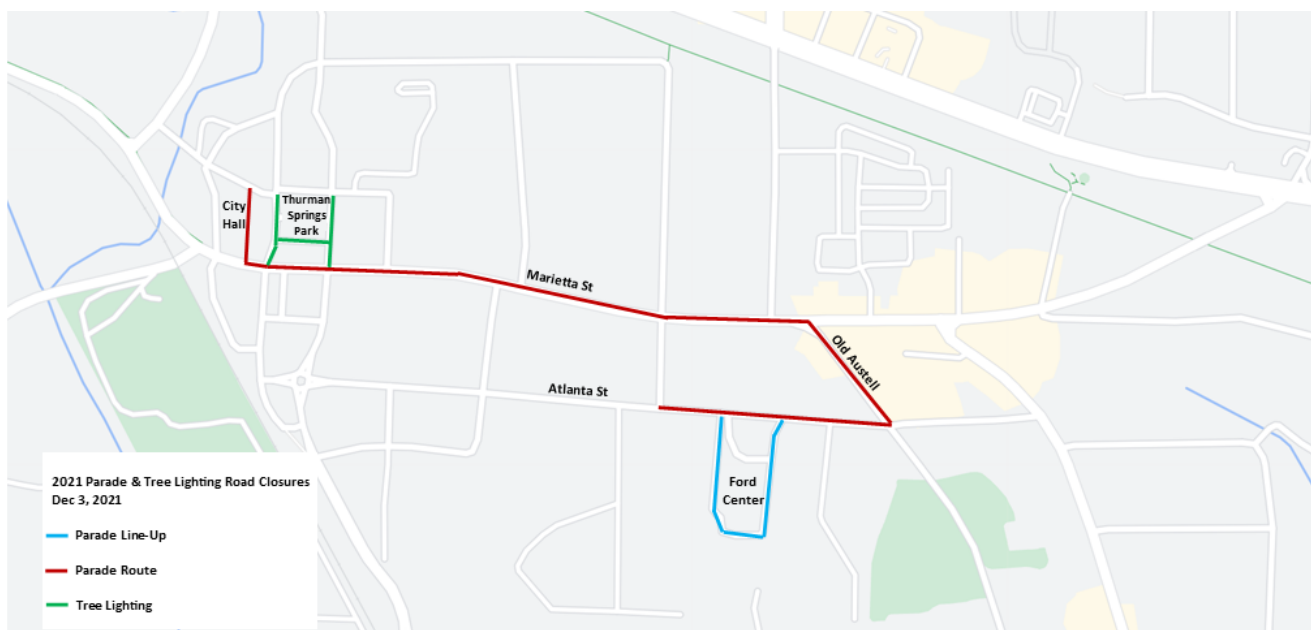 City
Hall
Thurman
Springs
Park
Marietta St
Old Austell
Atlanta St
Ford
Center
2021 Parade & Tree Lighting Road Closures
Dec 3, 2021
Parade Line-Up
Parade Route
Tree Lighting